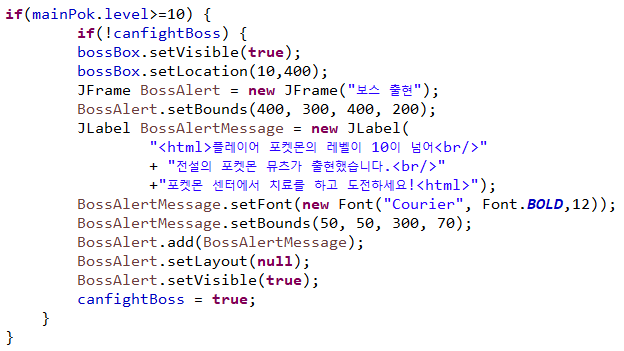 if(mainPok.level>=10) {
if(!canfightBoss) {
bossBox.setVisible(true);
bossBox.setLocation(10,400);
JFrame BossAlert = new JFrame("보스 출현");
BossAlert.setBounds(400, 300, 400, 200);
JLabel BossAlertMessage = new JLabel(
"<html>플레이어 포켓몬의 레벨이 10이 넘어<br/>"
+ "전설의 포켓몬 뮤츠가 출현했습니다.<br/>"
+"포켓몬 센터에서 치료를 하고 도전하세요!<html>");
BossAlertMessage.setFont(new Font("Courier", Font.BOLD,12));
BossAlertMessage.setBounds(50, 50, 300, 70);
BossAlert.add(BossAlertMessage);
BossAlert.setLayout(null);
BossAlert.setVisible(true);
canfightBoss = true;
}
}